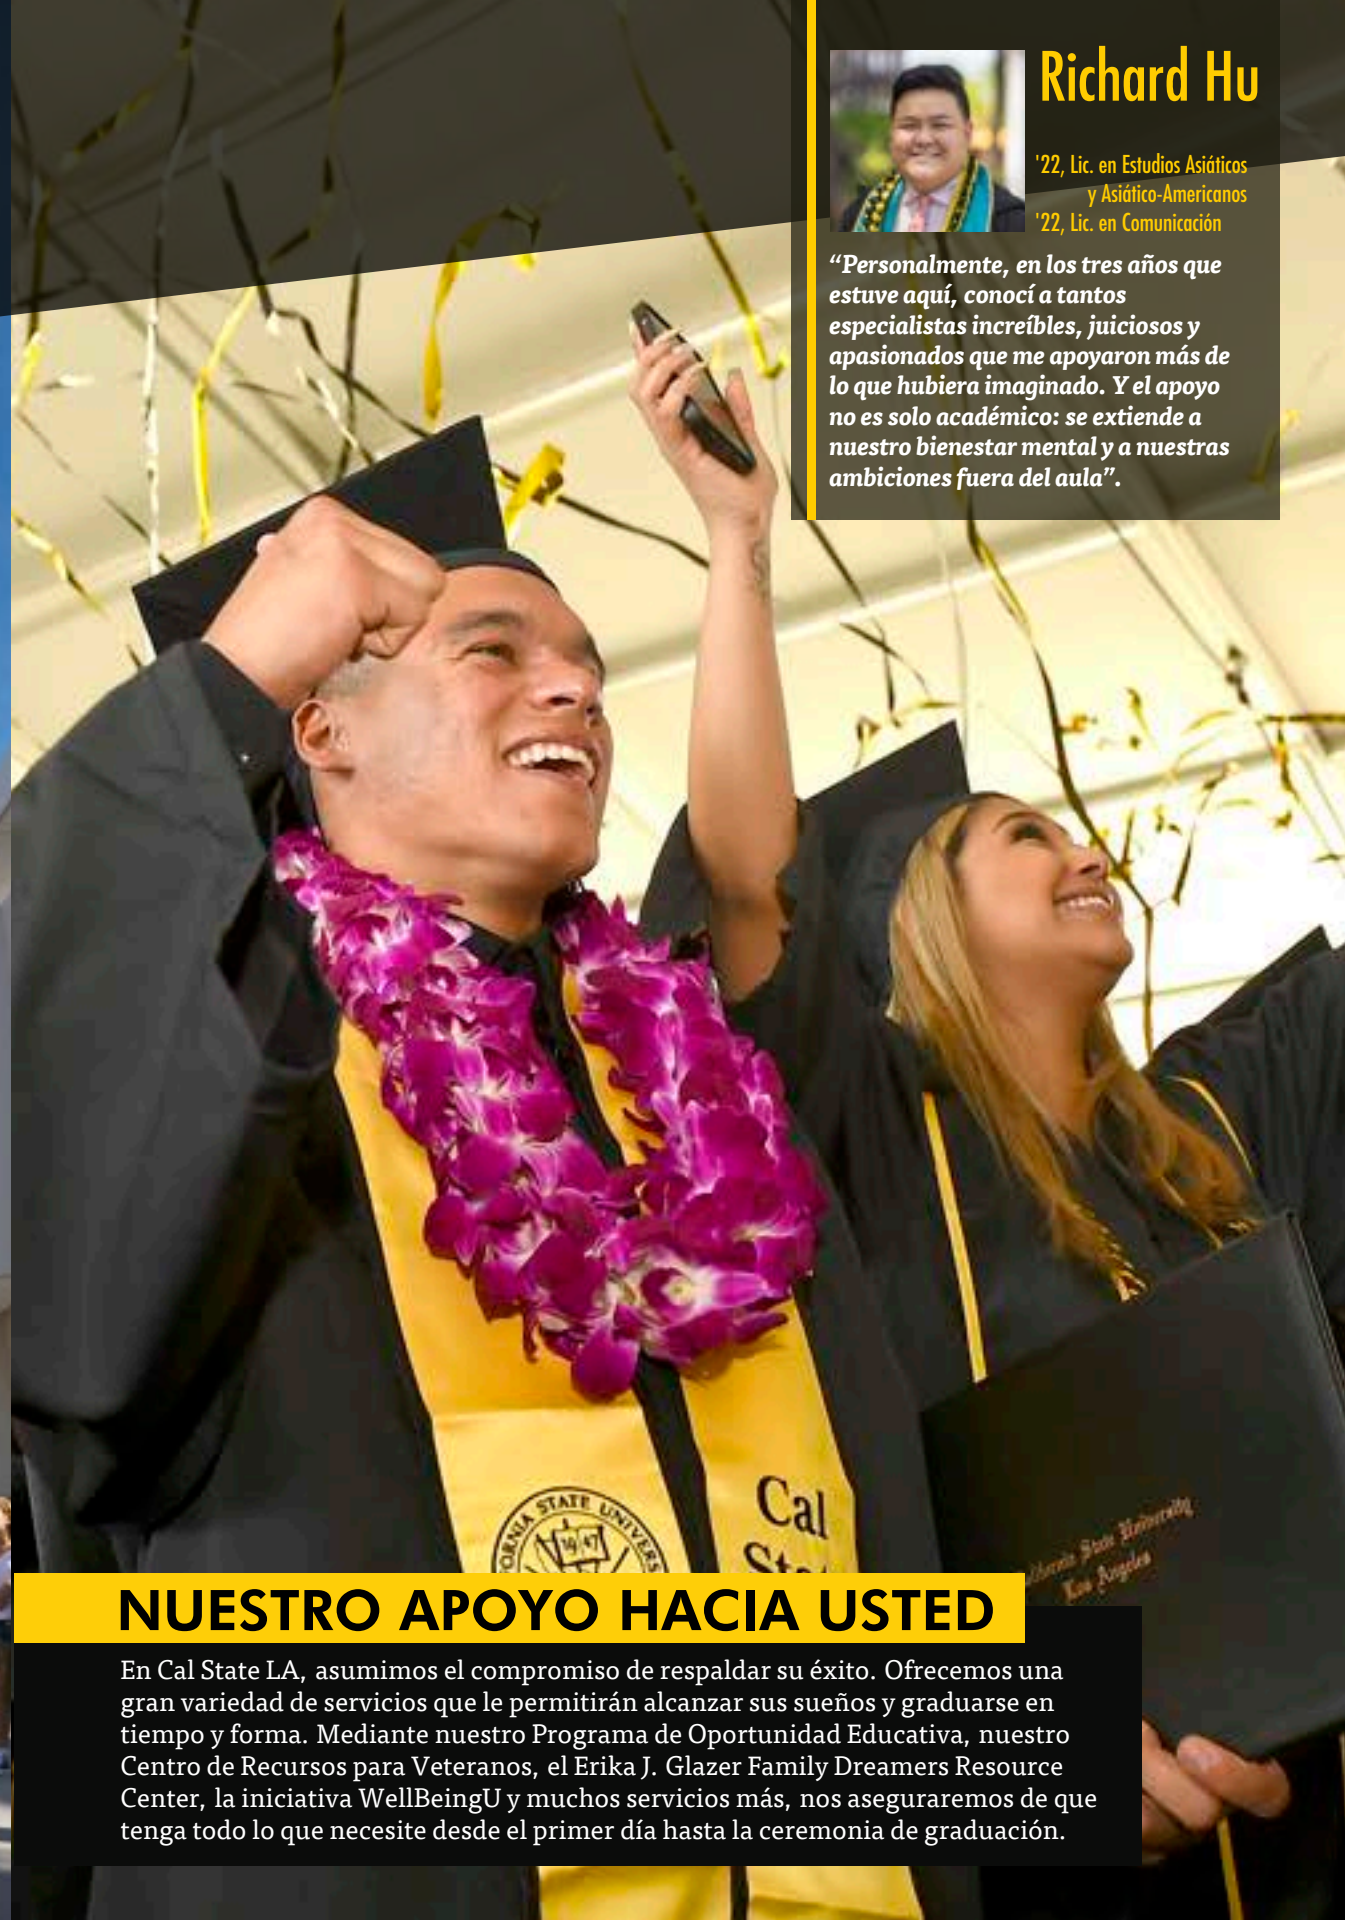 Richard Hu
'22, Lic. en Estudios Asiáticos
y Asiático-Americanos
'22, Lic. en Comunicación
“Personalmente, en los tres años que
estuve aquí, conocí a tantos
especialistas increíbles, juiciosos y
apasionados que me apoyaron más de
lo que hubiera imaginado. Y el apoyo
no es solo académico: se extiende a
nuestro bienestar mental y a nuestras
ambiciones fuera del aula”.
STATE
1947
Cal
State University
Los Angeles
NUESTRO APOYO HACIA USTED
En Cal State LA, asumimos el compromiso de respaldar su éxito. Ofrecemos una
gran variedad de servicios que le permitirán alcanzar sus sueños y graduarse en
tiempo y forma. Mediante nuestro Programa de Oportunidad Educativa, nuestro
Centro de Recursos para Veteranos, el Erika J. Glazer Family Dreamers Resource
Center, la iniciativa WellBeingU y muchos servicios más, nos aseguraremos de que
tenga todo lo que necesite desde el primer día hasta la ceremonia de graduación.